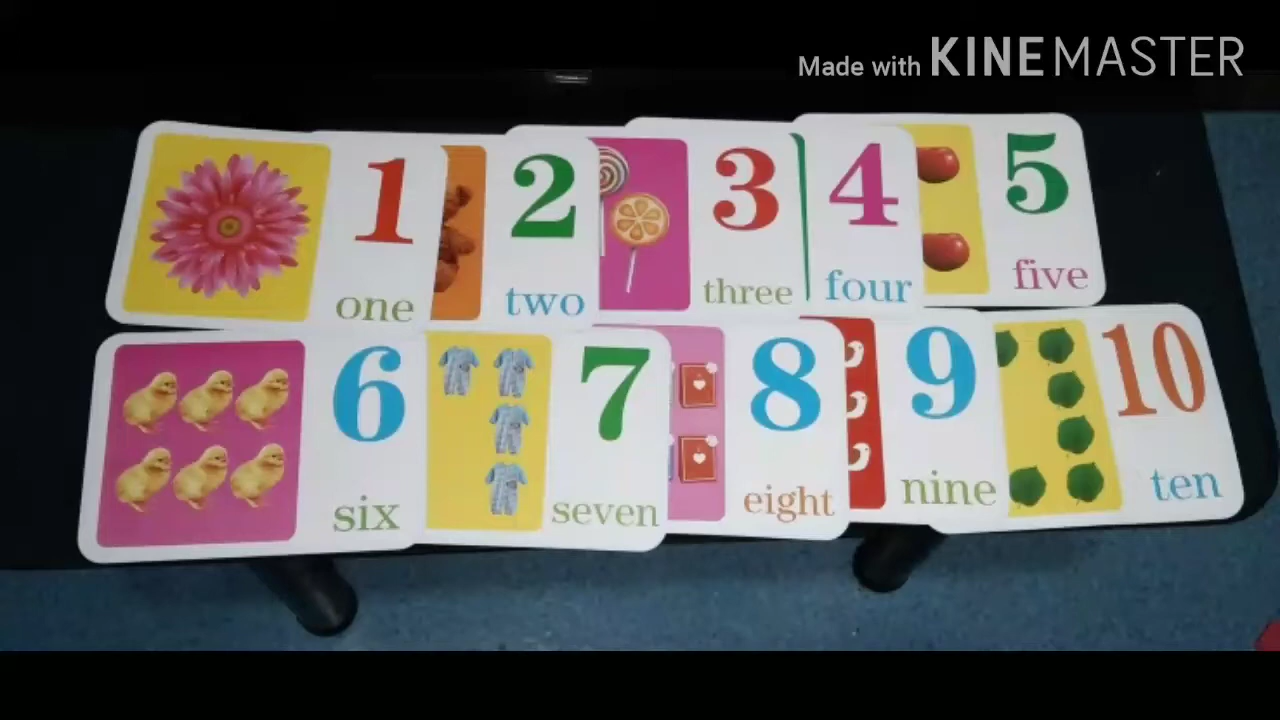 Made with KINEMASTER
1 2 3 4 5
one two three four five
6 7 8 9 10
six seven eight nine ten